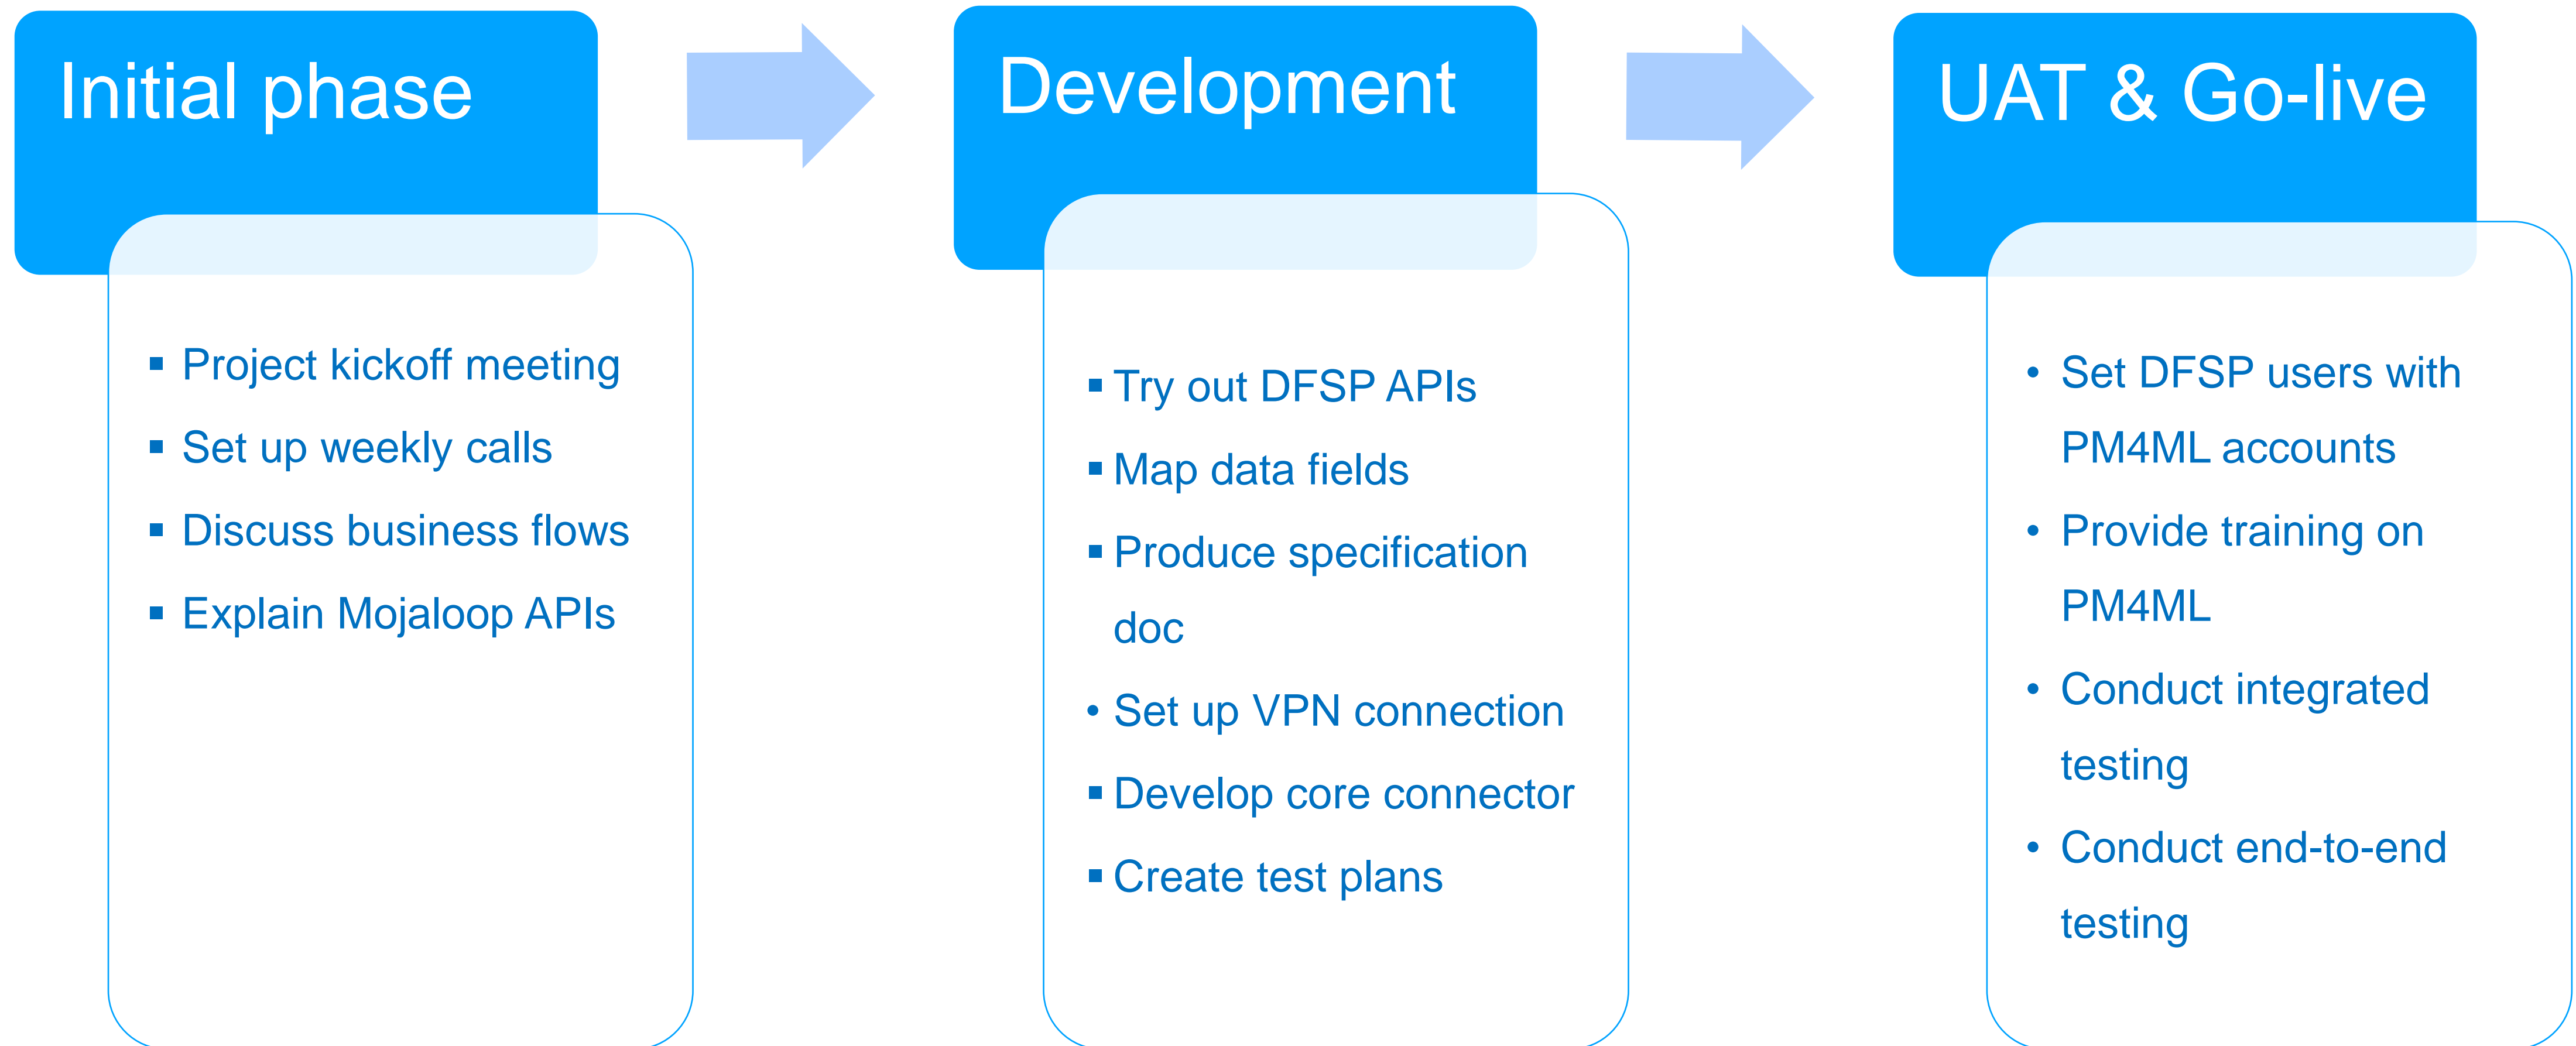 Initial phase
▪ Project kickoff meeting
▪ Set up weekly calls
▪ Discuss business flows
▪ Explain Mojaloop APIs
Development
▪ Try out DFSP APIs
▪ Map data fields
▪ Produce specification
doc
• Set up VPN connection
▪ Develop core connector
▪ Create test plans
UAT & Go-live
• Set DFSP users with
PM4ML accounts
• Provide training on
PM4ML
• Conduct integrated
testing
• Conduct end-to-end
testing